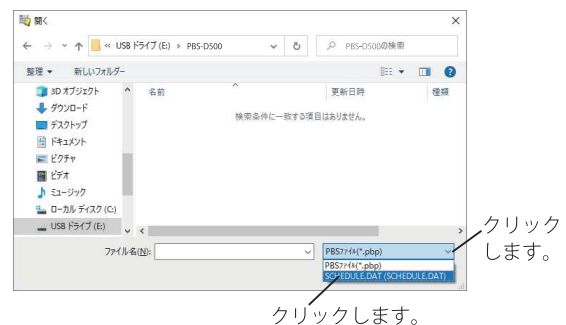 開く
« USB ドライブ (E:) › PBS-D500
PBS-D500の検索
整理 ▾ 新しいフォルダー
3D オブジェクト
ダウンロード
デスクトップ
ドキュメント
ピクチャ
ビデオ
ミュージック
ローカル ディスク (C:)
USB ドライブ (E:)
名前 更新日時 種類
検索条件に一致する項目はありません。
ファイル名(N):
PBSファイル(*.pbp)
PBSファイル(*.pbp)
SCHEDULE.DAT (SCHEDULE.DAT)
クリック
します。
クリックします。